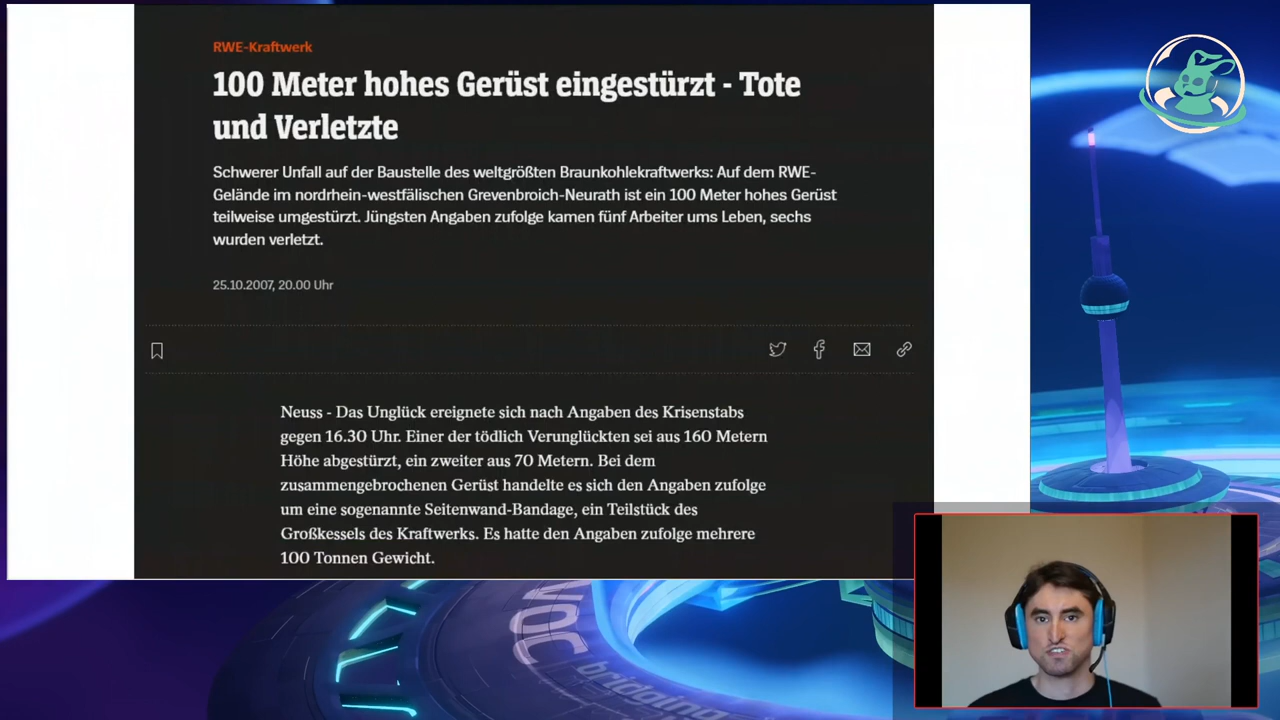 RWE-Kraftwerk
100 Meter hohes Gerüst eingestürzt - Tote
und Verletzte
Schwerer Unfall auf der Baustelle des weltgrößten Braunkohlekraftwerks: Auf dem RWE-
Gelände im nordrhein-westfälischen Grevenbroich-Neurath ist ein 100 Meter hohes Gerüst
teilweise umgestürzt. Jüngsten Angaben zufolge kamen fünf Arbeiter ums Leben, sechs
wurden verletzt.
25.10.2007, 20.00 Uhr
Neuss - Das Unglück ereignete sich nach Angaben des Krisenstabs
gegen 16.30 Uhr. Einer der tödlich Verunglückten sei aus 160 Metern
Höhe abgestürzt, ein zweiter aus 70 Metern. Bei dem
zusammengebrochenen Gerüst handelte es sich den Angaben zufolge
um eine sogenannte Seitenwand-Bandage, ein Teilstück des
Großkessels des Kraftwerks. Es hatte den Angaben zufolge mehrere
100 Tonnen Gewicht.
VOC
bridging